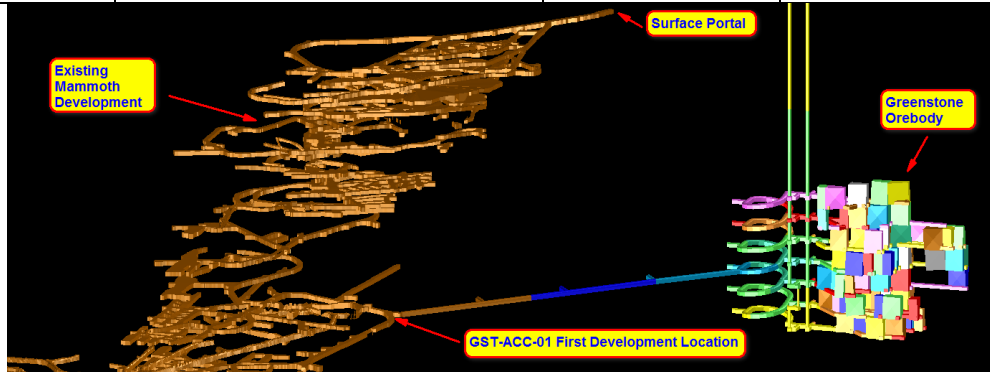 Surface Portal
Existing
Mammoth
Development
Greenstone
Orebody
GST-ACC-01 First Development Location